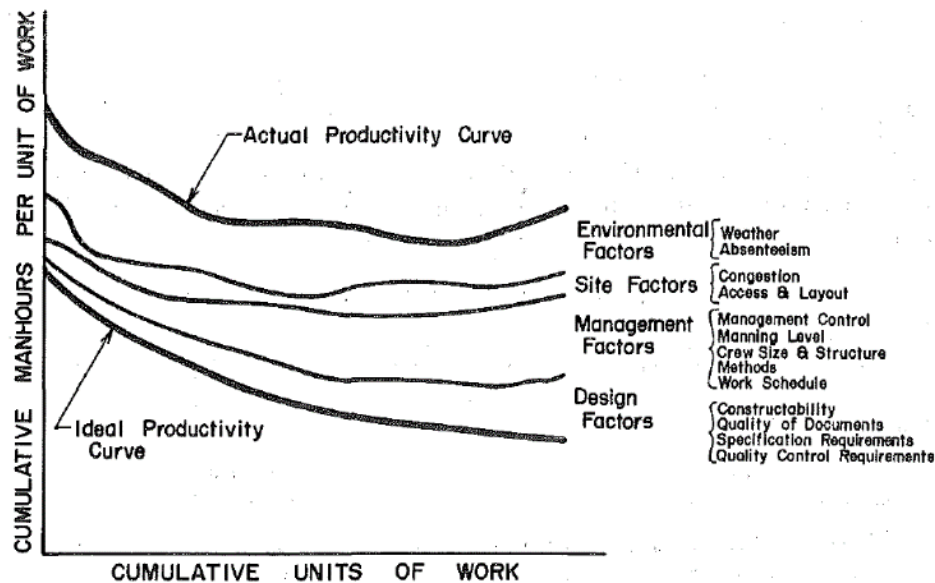 CUMULATIVE MANHOURS PER UNIT OF WORK
Actual Productivity Curve
Environmental
Factors
Weather
Absenteeism
Site Factors
Congestion
Access & Layout
Management
Factors
Management Control
Manning Level
Crew Size & Structure
Methods
Work Schedule
Design
Factors
Constructability
Quality of Documents
Specification Requirements
Quality Control Requirements
Ideal Productivity
Curve
CUMULATIVE UNITS OF WORK